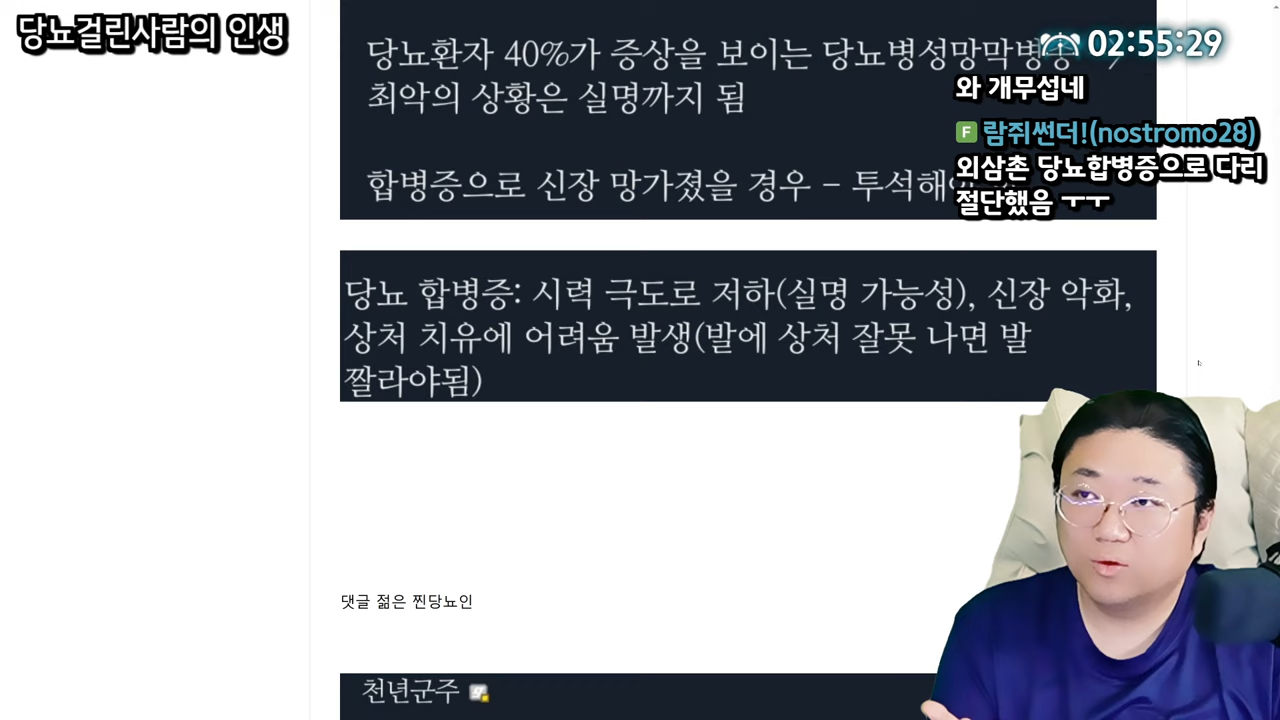 당뇨걸린사람의 인생
02:55:29
당뇨환자 40%가 증상을 보이는 당뇨병성망막병증
최악의 상황은 실명까지 됨
합병증으로 신장 망가졌을 경우 - 투석해야
와 개무섭네
F 람쥐썬더!(nostromo28)
외삼촌 당뇨합병증으로 다리
절단했음 ㅜㅜ
당뇨 합병증: 시력 극도로 저하(실명 가능성), 신장 악화,
상처 치유에 어려움 발생(발에 상처 잘못 나면 발
짤라야됨)
댓글 젊은 찐당뇨인
천년군주